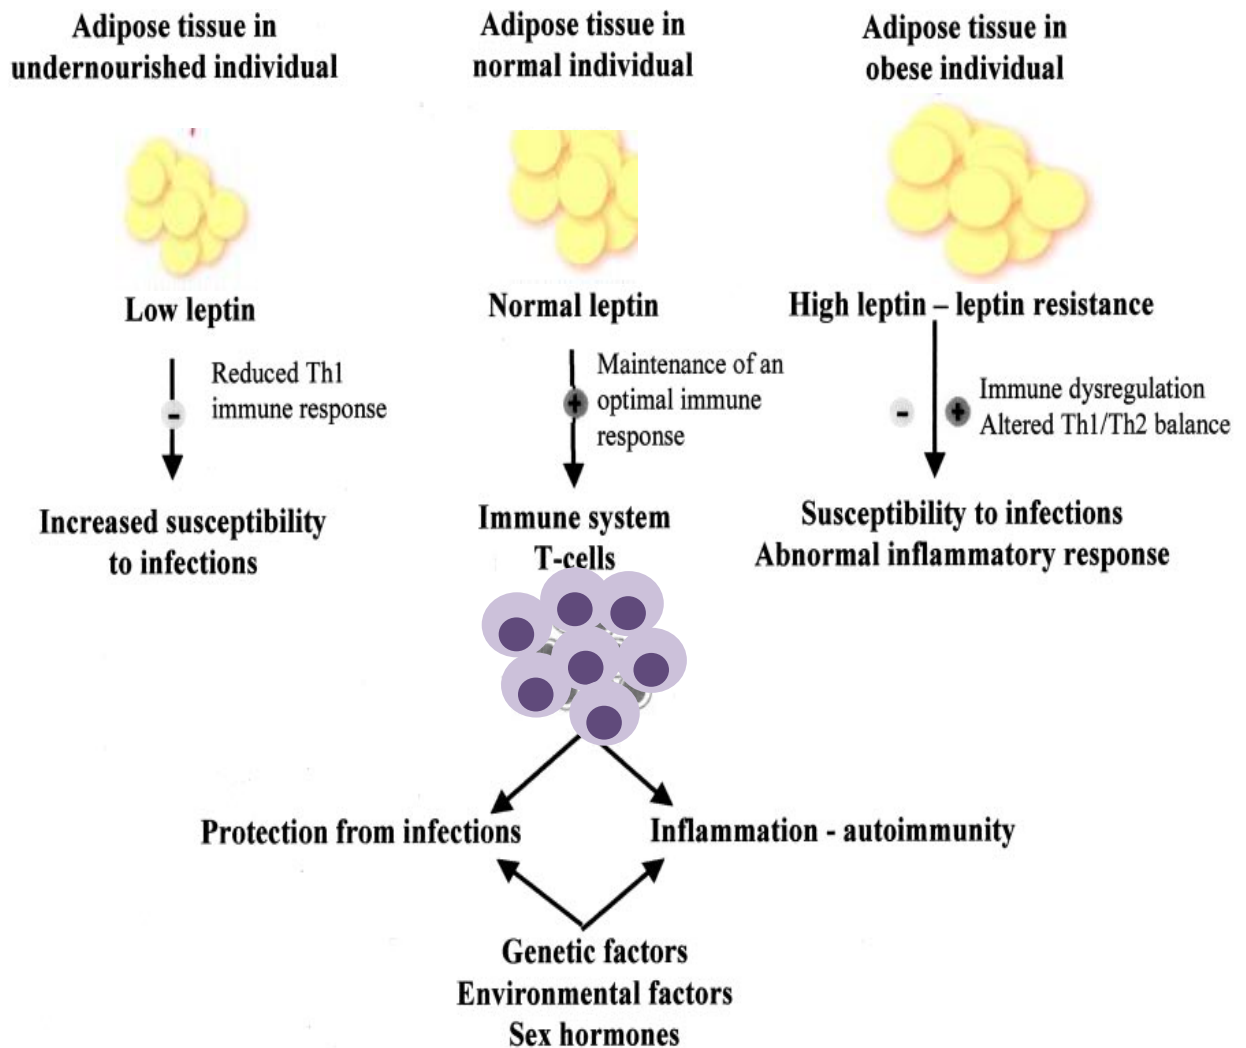 Adipose tissue in
undernourished individual
Adipose tissue in
normal individual
Adipose tissue in
obese individual
Low leptin
Normal leptin
High leptin – leptin resistance
-
Reduced Th1
immune response
+
Maintenance of an
optimal immune
response
-
+
Immune dysregulation
Altered Th1/Th2 balance
Increased susceptibility
to infections
Immune system
T-cells
Susceptibility to infections
Abnormal inflammatory response
Protection from infections
Inflammation - autoimmunity
Genetic factors
Environmental factors
Sex hormones